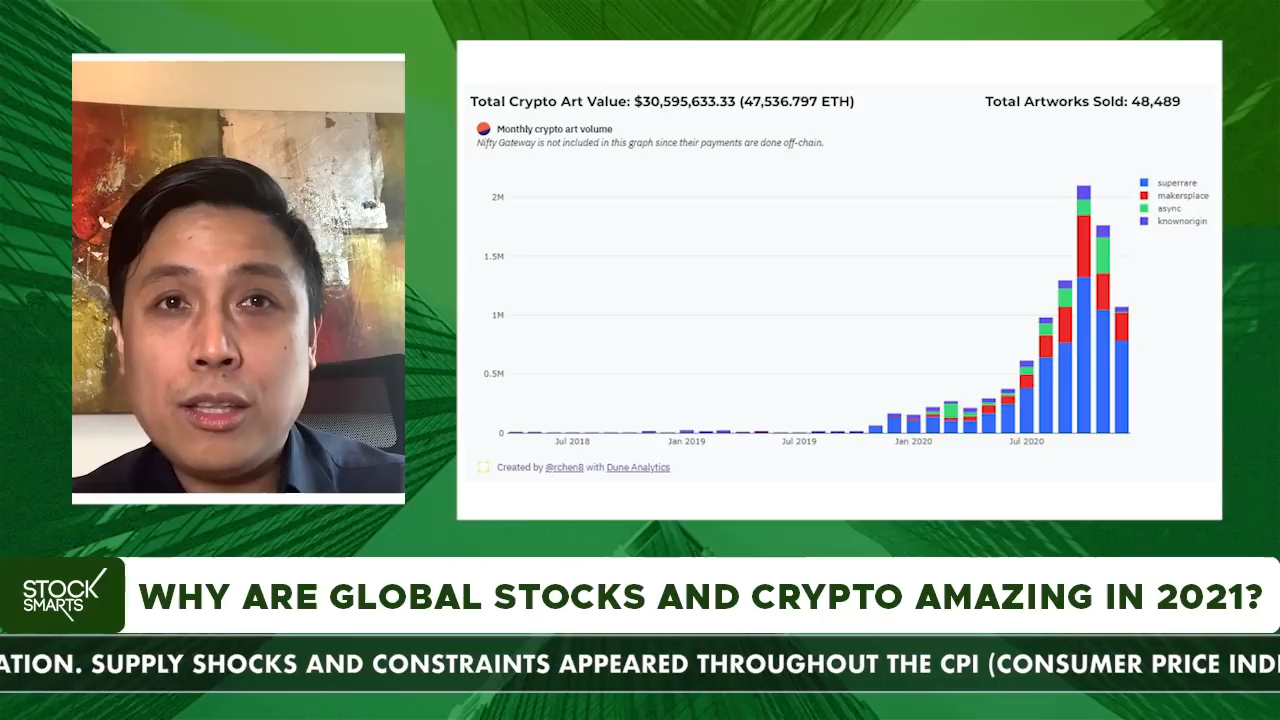 Total Crypto Art Value: $30,595,633.33 (47,536.797 ETH)
Total Artworks Sold: 48,489
Monthly crypto art volume
Nifty Gateway is not included in this graph since their payments are done off-chain.
superrare
makersplace
async
knownorigin
2M
1.5M
1M
0.5M
0
Jul 2018
Jan 2019
Jul 2019
Jan 2020
Jul 2020
Created by @rchen8 with Dune Analytics
STOCK
SMARTS
WHY ARE GLOBAL STOCKS AND CRYPTO AMAZING IN 2021?
ATION. SUPPLY SHOCKS AND CONSTRAINTS APPEARED THROUGHOUT THE CPI (CONSUMER PRICE INDE